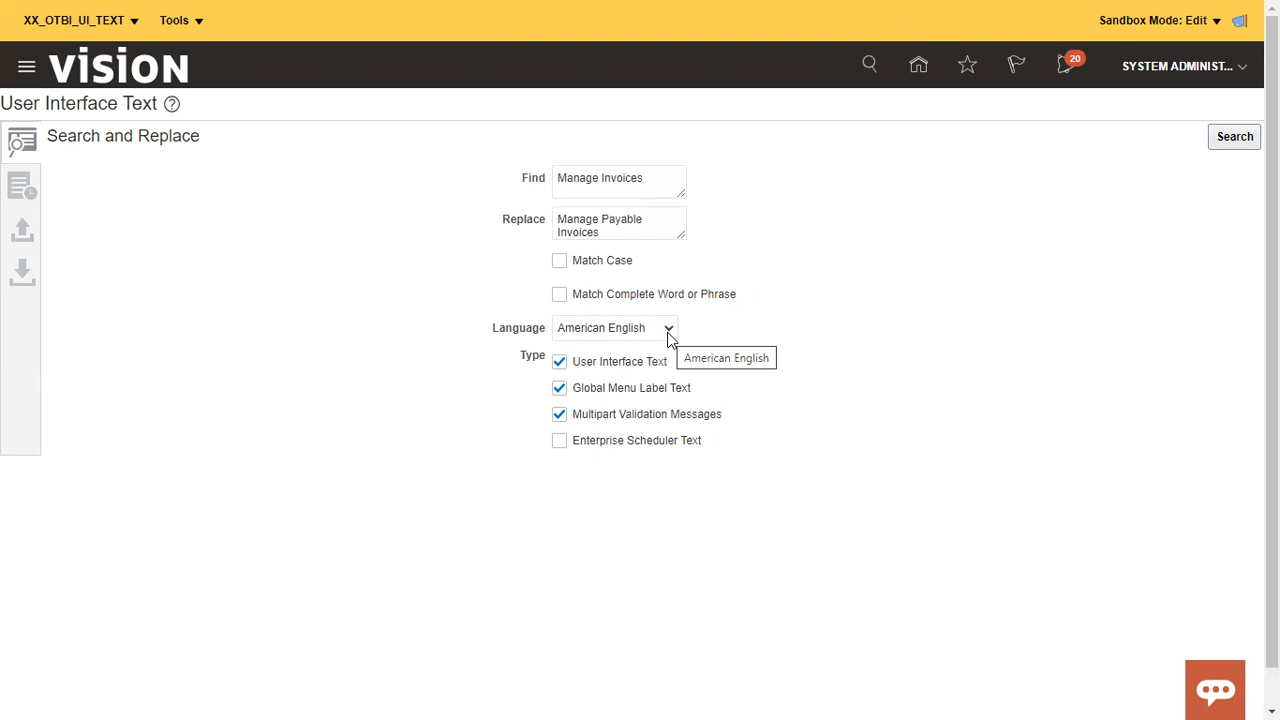 XX_OTBI_UI_TEXT Tools Sandbox Mode: Edit
vision 20 SYSTEM ADMINIST...
User Interface Text ?
Search and Replace Search
Find Manage Invoices
Replace Manage Payable
Invoices
Match Case
Match Complete Word or Phrase
Language American English
American English
Type User Interface Text
Global Menu Label Text
Multipart Validation Messages
Enterprise Scheduler Text